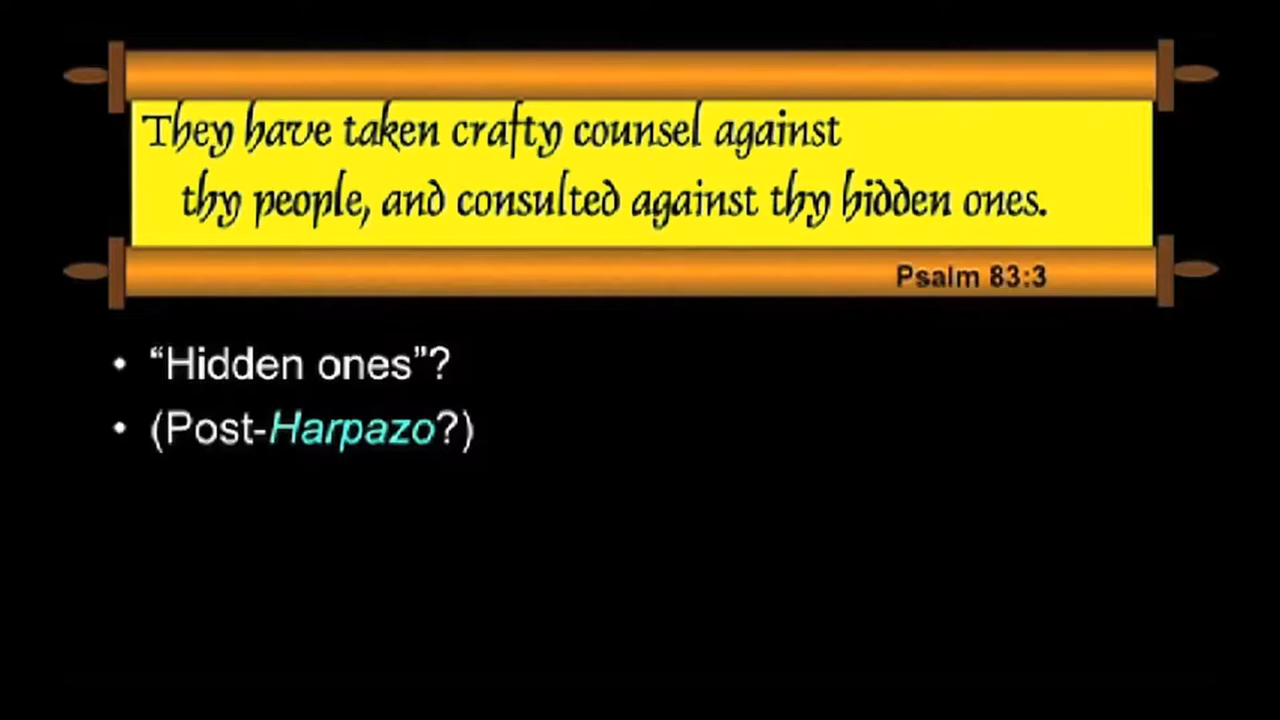 They have taken crafty counsel against
thy people, and consulted against thy hidden ones.
Psalm 83:3
• “Hidden ones”?
• (Post-Harpazo?)